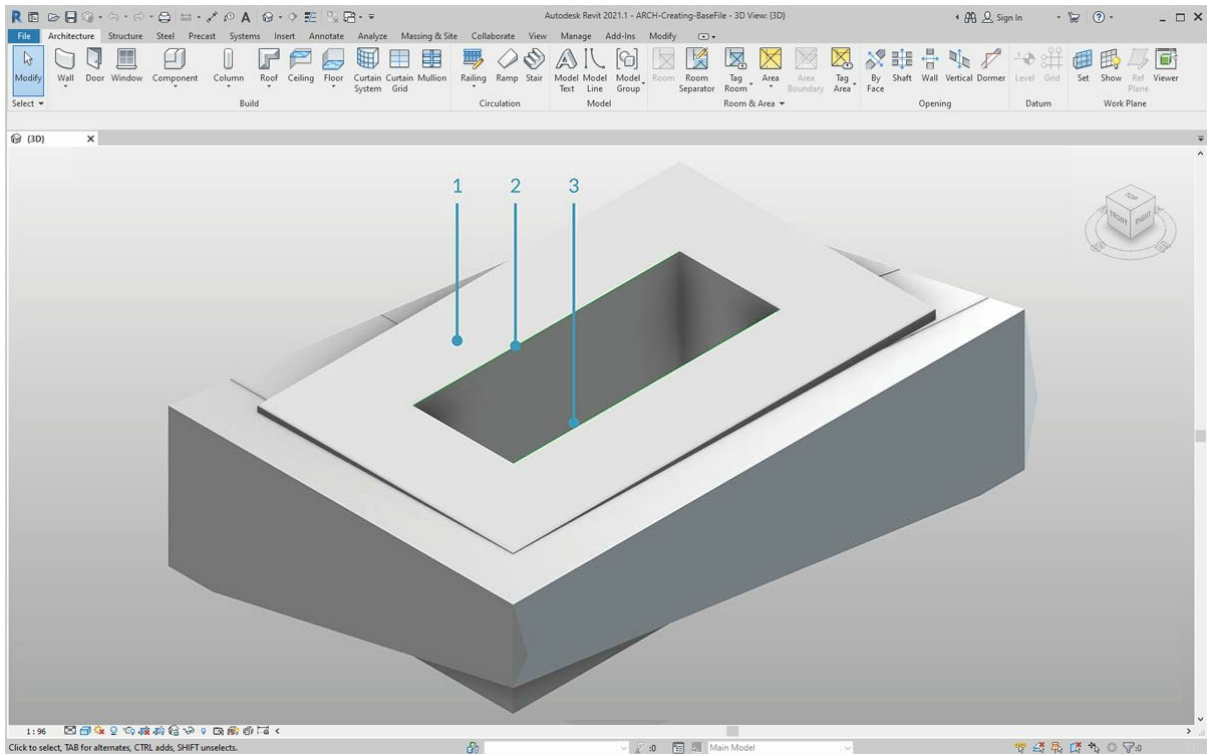 Autodesk Revit 2021.1 - ARCH-Creating-BaseFile - 3D View: {3D}
Sign In
File Architecture Structure Steel Precast Systems Insert Annotate Analyze Massing & Site Collaborate View Manage Add-Ins Modify
Modify Wall Door Window Component Column Roof Ceiling Floor Curtain System Curtain Grid Mullion Railing Ramp Stair Model Text Model Line Model Group Room Room Separator Tag Room Area Area Boundary Tag Area By Face Shaft Wall Vertical Dormer Level Grid Set Show Ref Plane Viewer
Select Build Circulation Model Room & Area Opening Datum Work Plane
{3D}
1 2 3
TOP
FRONT RIGHT
1 : 96
Click to select, TAB for alternates, CTRL adds, SHIFT unselects. :0 Main Model :0